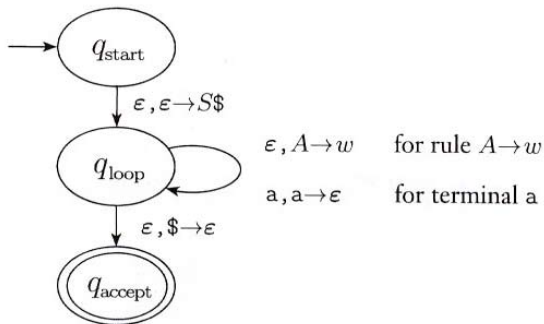 q_start
ε,ε→S$
q_loop
ε,A→w for rule A→w
a,a→ε for terminal a
ε,$→ε
q_accept